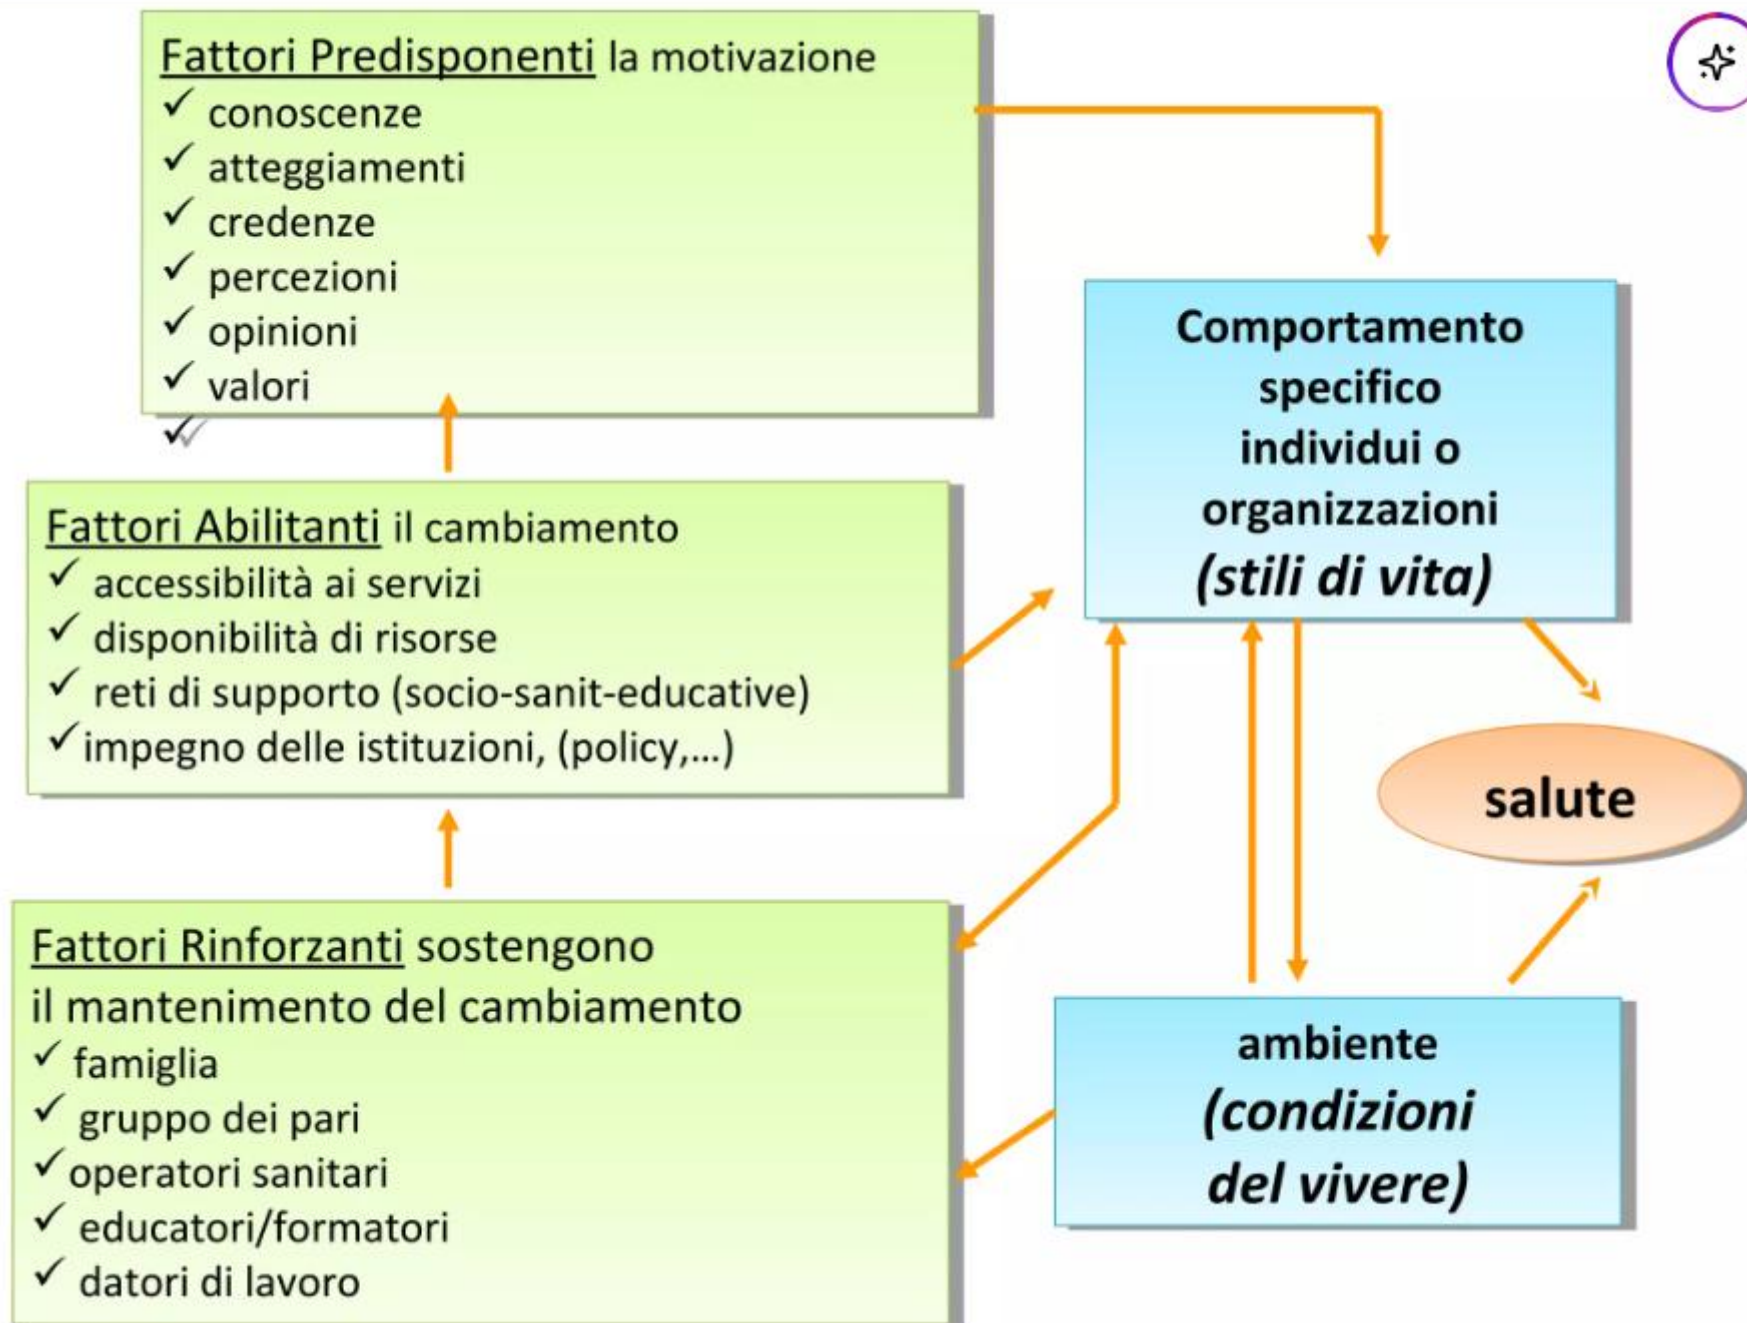 Fattori Predisponenti la motivazione
✓ conoscenze
✓ atteggiamenti
✓ credenze
✓ percezioni
✓ opinioni
✓ valori
✓
Fattori Abilitanti il cambiamento
✓ accessibilità ai servizi
✓ disponibilità di risorse
✓ reti di supporto (socio-sanit-educative)
✓ impegno delle istituzioni, (policy,...)
Fattori Rinforzanti sostengono
il mantenimento del cambiamento
✓ famiglia
✓ gruppo dei pari
✓ operatori sanitari
✓ educatori/formatori
✓ datori di lavoro
Comportamento
specifico
individui o
organizzazioni
(stili di vita)
salute
ambiente
(condizioni
del vivere)